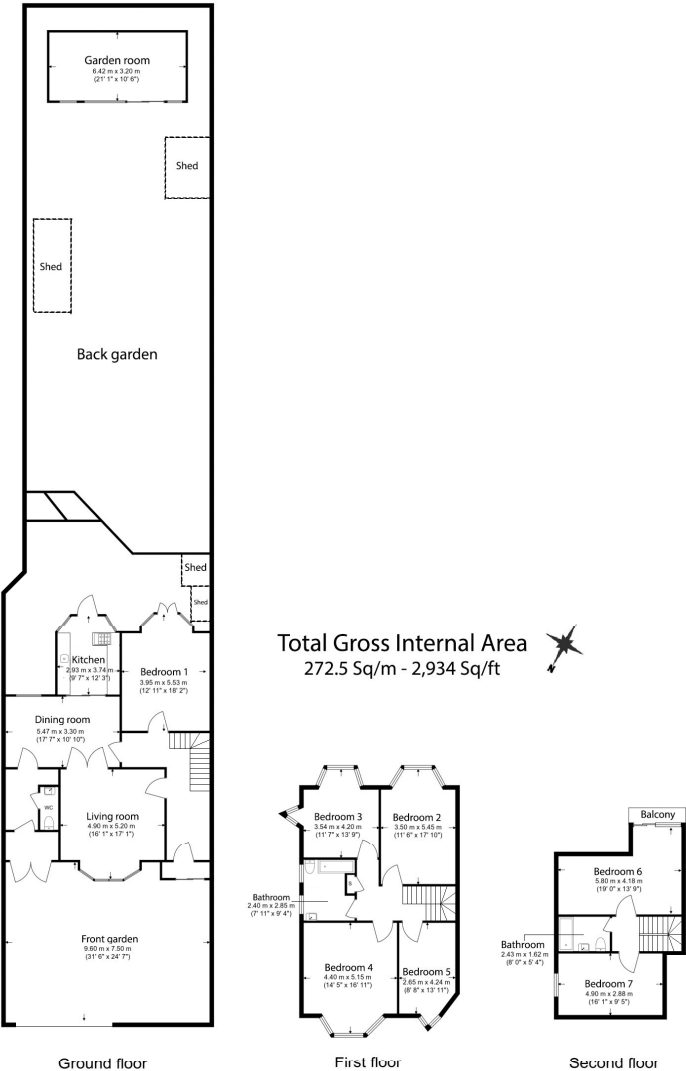 Garden room
6.42 m x 3.20 m
(21' 1" x 10' 6")
Shed
Shed
Back garden
Shed
Shed
Kitchen
2.93 m x 3.74 m
(9' 7" x 12' 3")
Bedroom 1
3.95 m x 5.53 m
(12' 11" x 18' 2")
Dining room
5.47 m x 3.30 m
(17' 7" x 10' 10")
WC
Living room
4.90 m x 5.20 m
(16' 1" x 17' 1")
Front garden
9.60 m x 7.50 m
(31' 6" x 24' 7")
Ground floor
Total Gross Internal Area
272.5 Sq/m - 2,934 Sq/ft
N
Bedroom 3
3.54 m x 4.20 m
(11' 7" x 13' 9")
Bedroom 2
3.50 m x 5.45 m
(11' 6" x 17' 10")
S
Bathroom
2.40 m x 2.85 m
(7' 11" x 9' 4")
Bedroom 4
4.40 m x 5.15 m
(14' 5" x 16' 11")
Bedroom 5
2.65 m x 4.24 m
(8' 8" x 13' 11")
First floor
Balcony
Bedroom 6
5.80 m x 4.18 m
(19' 0" x 13' 9")
Bathroom
2.43 m x 1.62 m
(8' 0" x 5' 4")
Bedroom 7
4.90 m x 2.88 m
(16' 1" x 9' 5")
Second floor